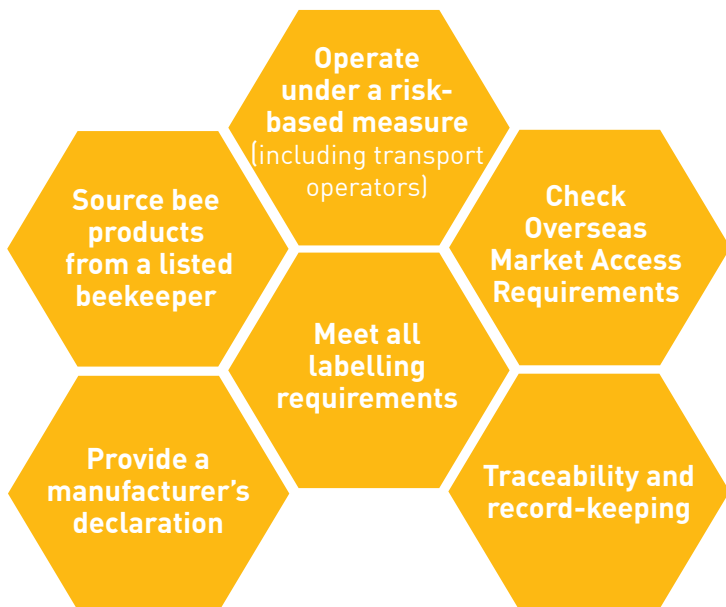 Operate
under a risk-
based measure
(including transport
operators)
Source bee
products
from a listed
beekeeper
Check
Overseas
Market Access
Requirements
Meet all
labelling
requirements
Provide a
manufacturer’s
declaration
Traceability and
record-keeping